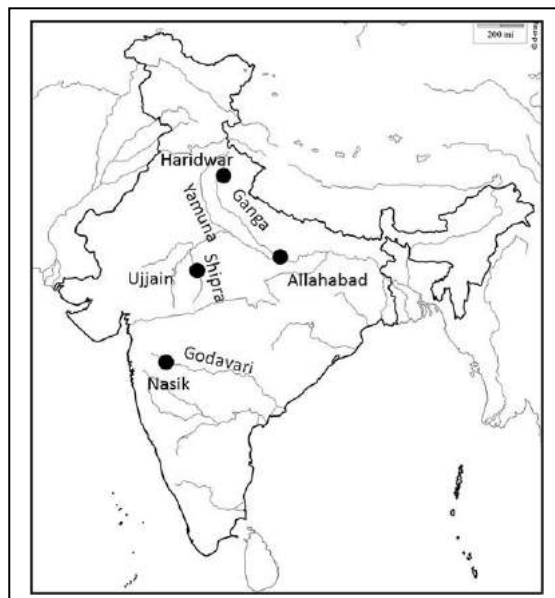 200 mi
Haridwar
Yamuna
Ganga
Ujjain
Shipra
Allahabad
Godavari
Nasik